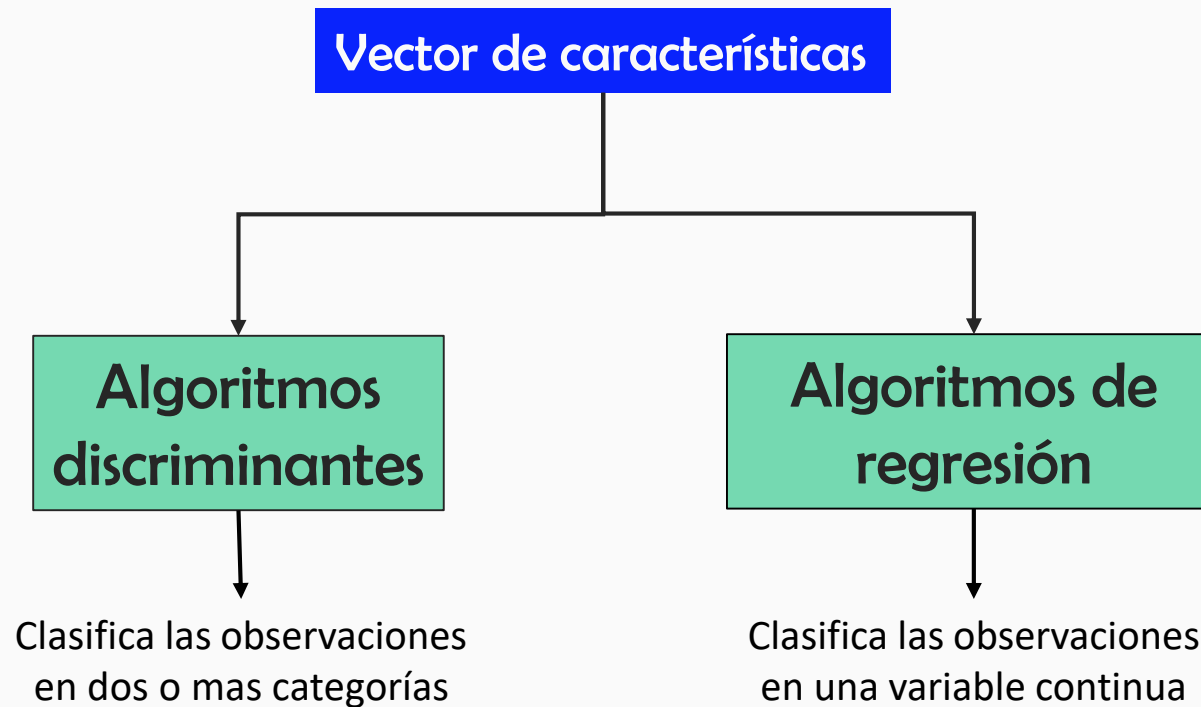 Vector de características
Algoritmos
discriminantes
Algoritmos de
regresión
Clasifica las observaciones
en dos o mas categorías
Clasifica las observaciones
en una variable continua